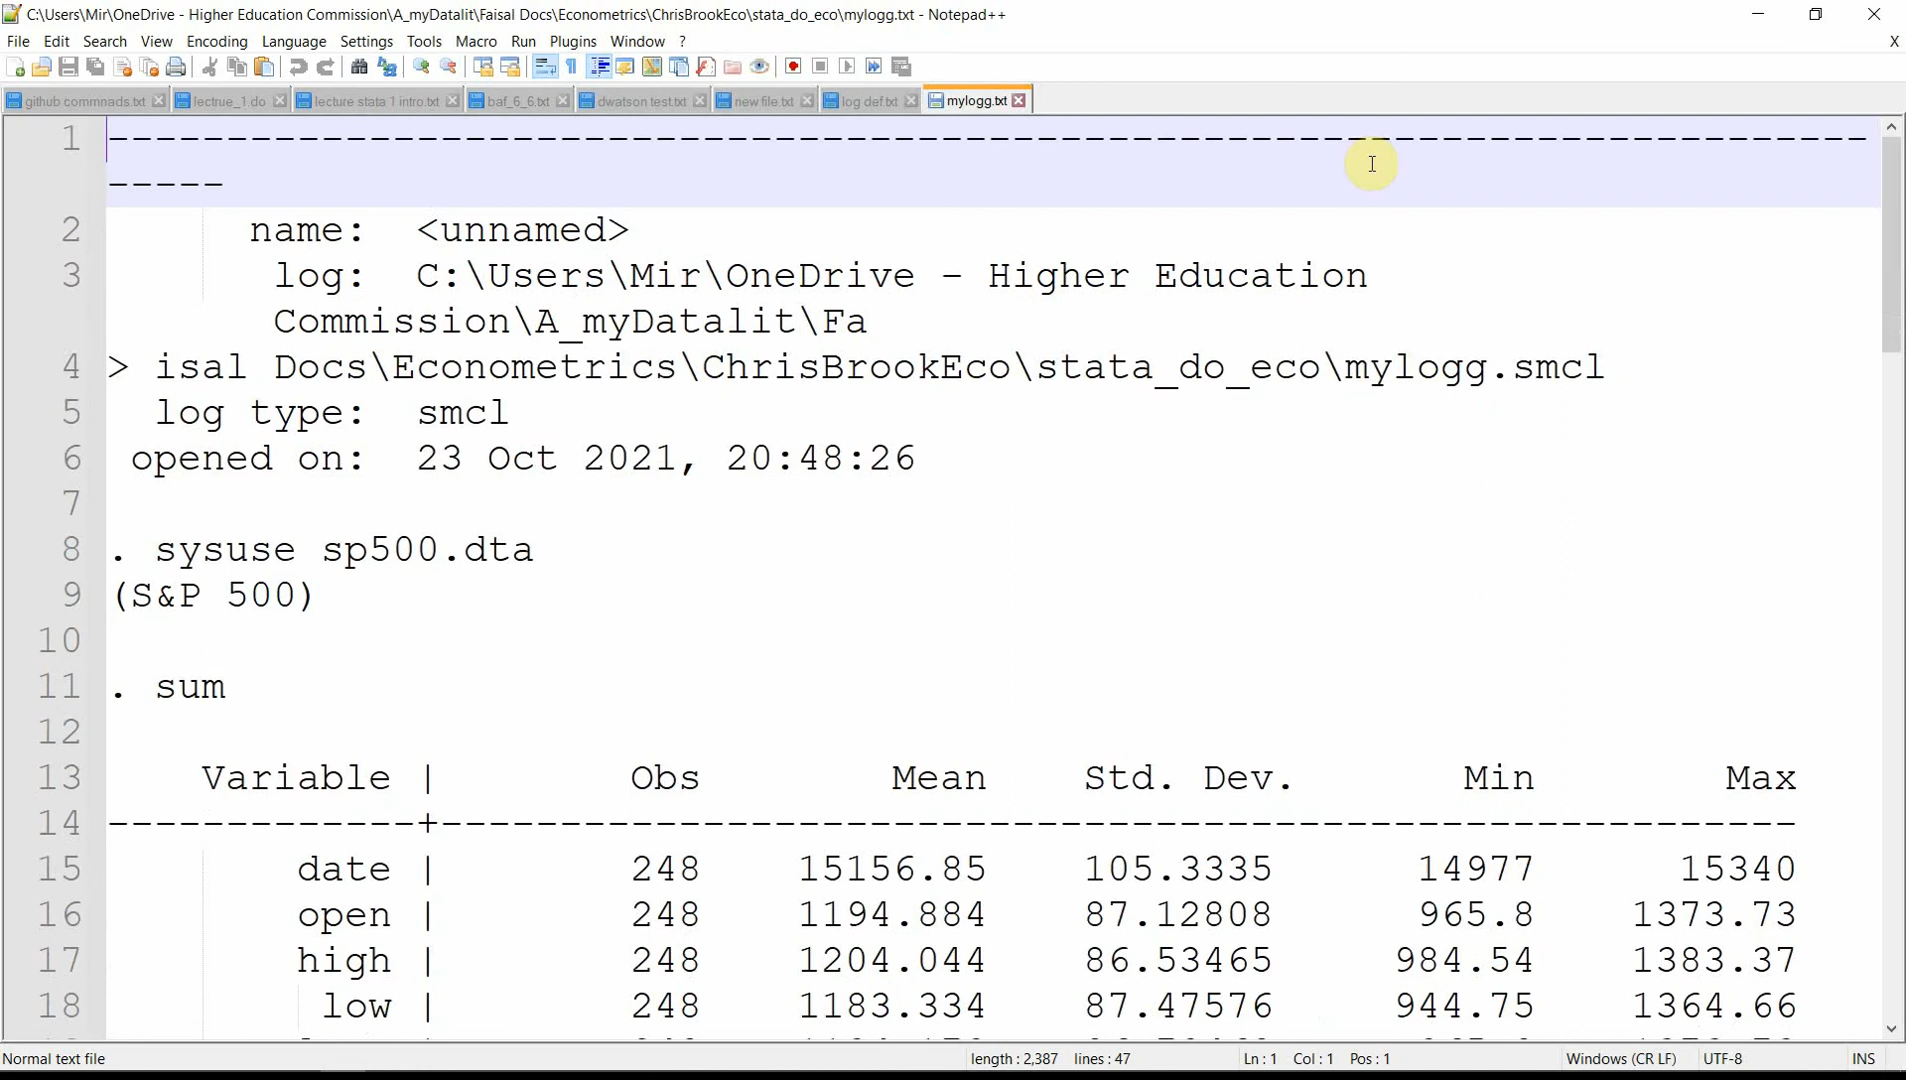 C:\Users\Mir\OneDrive - Higher Education Commission\A_myDatalit\Faisal Docs\Econometrics\ChrisBrookEco\stata_do_eco\mylogg.txt - Notepad++
File Edit Search View Encoding Language Settings Tools Macro Run Plugins Window ? X
github commnads.txt lectrue_1.do lecture stata 1 intro.txt baf_6_6.txt dwatson test.txt new file.txt log def.txt mylogg.txt
1 ---------------------------------------------------------------------------
-----
2 name: <unnamed>
3 log: C:\Users\Mir\OneDrive - Higher Education
Commission\A_myDatalit\Fa
4 > isal Docs\Econometrics\ChrisBrookEco\stata_do_eco\mylogg.smcl
5 log type: smcl
6 opened on: 23 Oct 2021, 20:48:26
7
8 . sysuse sp500.dta
9 (S&P 500)
10
11 . sum
12
13 Variable | Obs Mean Std. Dev. Min Max
14 -------------+---------------------------------------------------------
15 date | 248 15156.85 105.3335 14977 15340
16 open | 248 1194.884 87.12808 965.8 1373.73
17 high | 248 1204.044 86.53465 984.54 1383.37
18 low | 248 1183.334 87.47576 944.75 1364.66
Normal text file length : 2,387 lines : 47 Ln : 1 Col : 1 Pos : 1 Windows (CR LF) UTF-8 INS